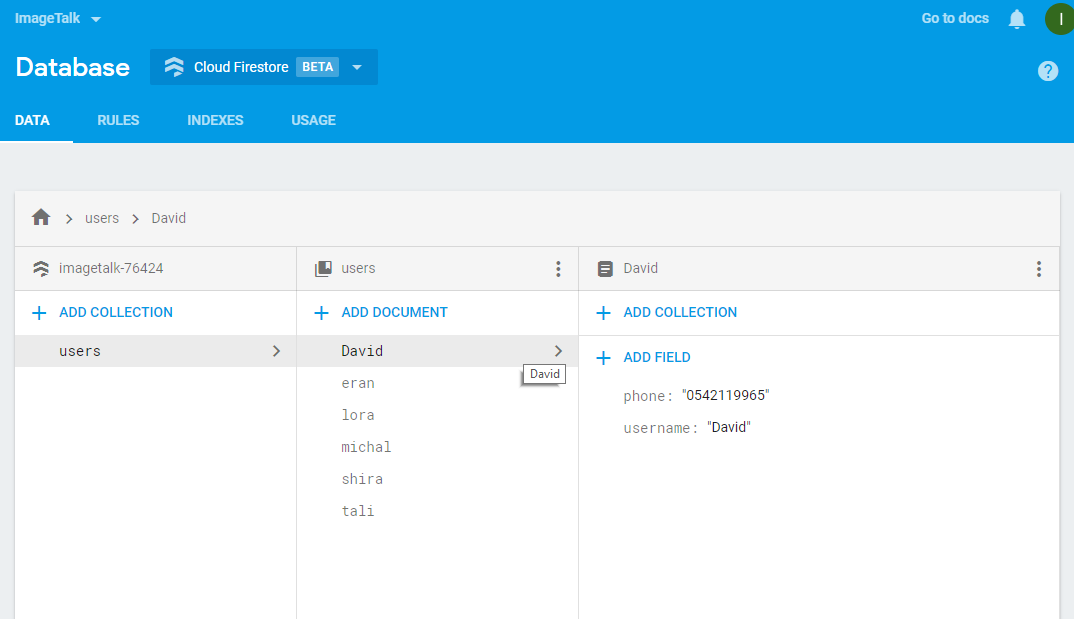 ImageTalk
Go to docs
I
Database
Cloud Firestore BETA
?
DATA RULES INDEXES USAGE
users David
imagetalk-76424
users
David
ADD COLLECTION
ADD DOCUMENT
ADD COLLECTION
users
David
David
eran
lora
michal
shira
tali
ADD FIELD
phone: "0542119965"
username: "David"